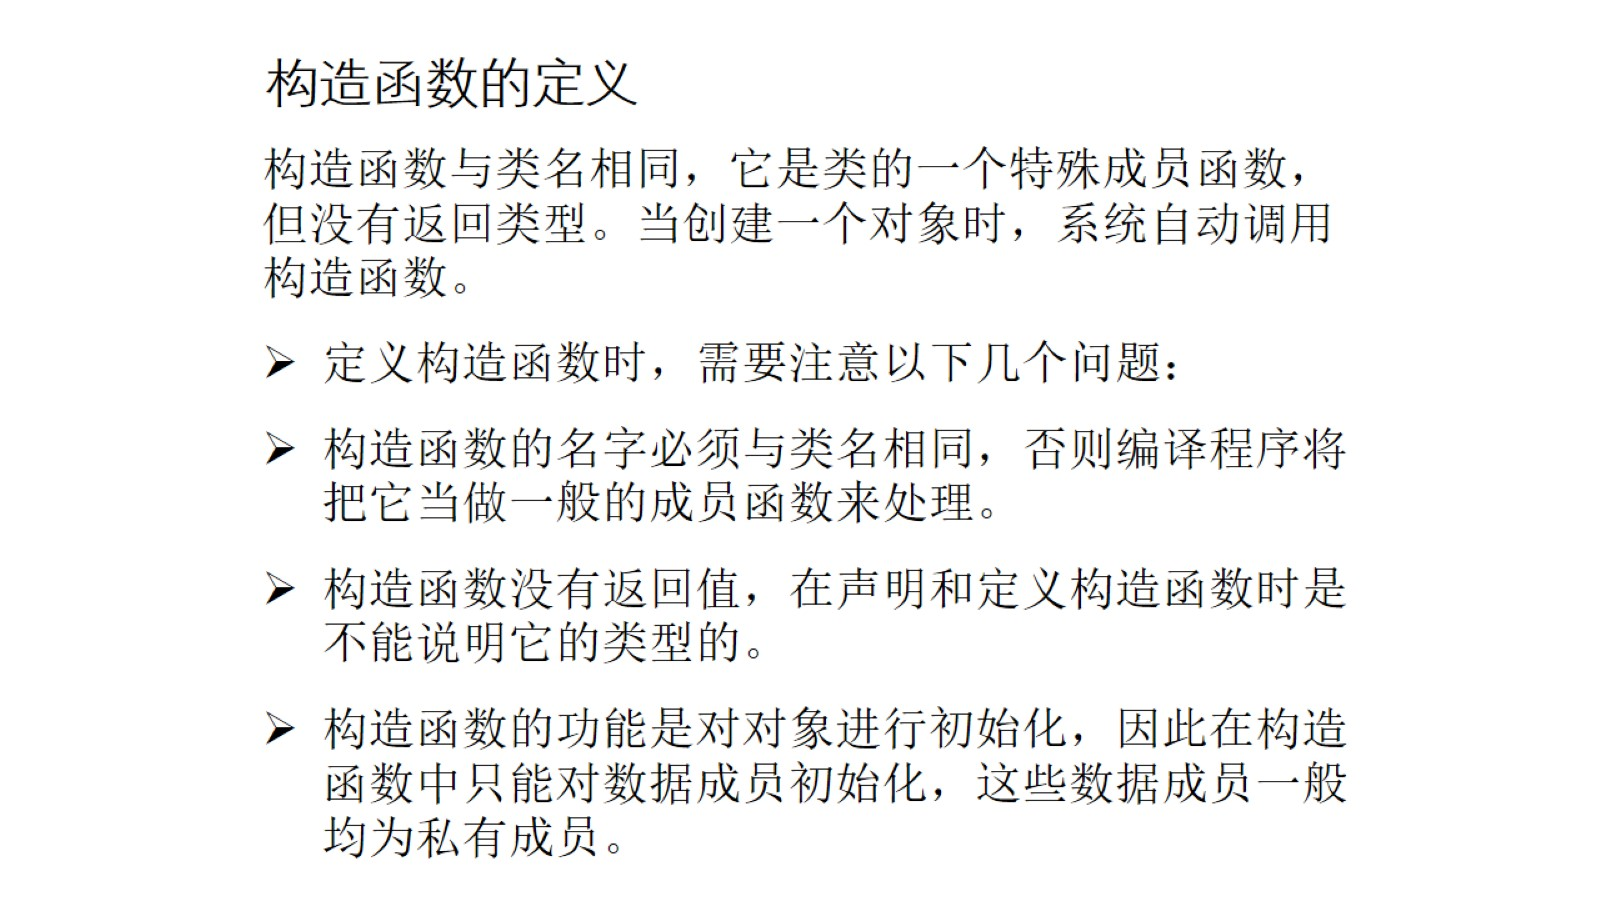 构造函数的定义
构造函数与类名相同，它是类的一个特殊成员函数，
但没有返回类型。当创建一个对象时，系统自动调用
构造函数。
➢ 定义构造函数时，需要注意以下几个问题：
➢ 构造函数的名字必须与类名相同，否则编译程序将
把它当做一般的成员函数来处理。
➢ 构造函数没有返回值，在声明和定义构造函数时是
不能说明它的类型的。
➢ 构造函数的功能是对对象进行初始化，因此在构造
函数中只能对数据成员初始化，这些数据成员一般
均为私有成员。